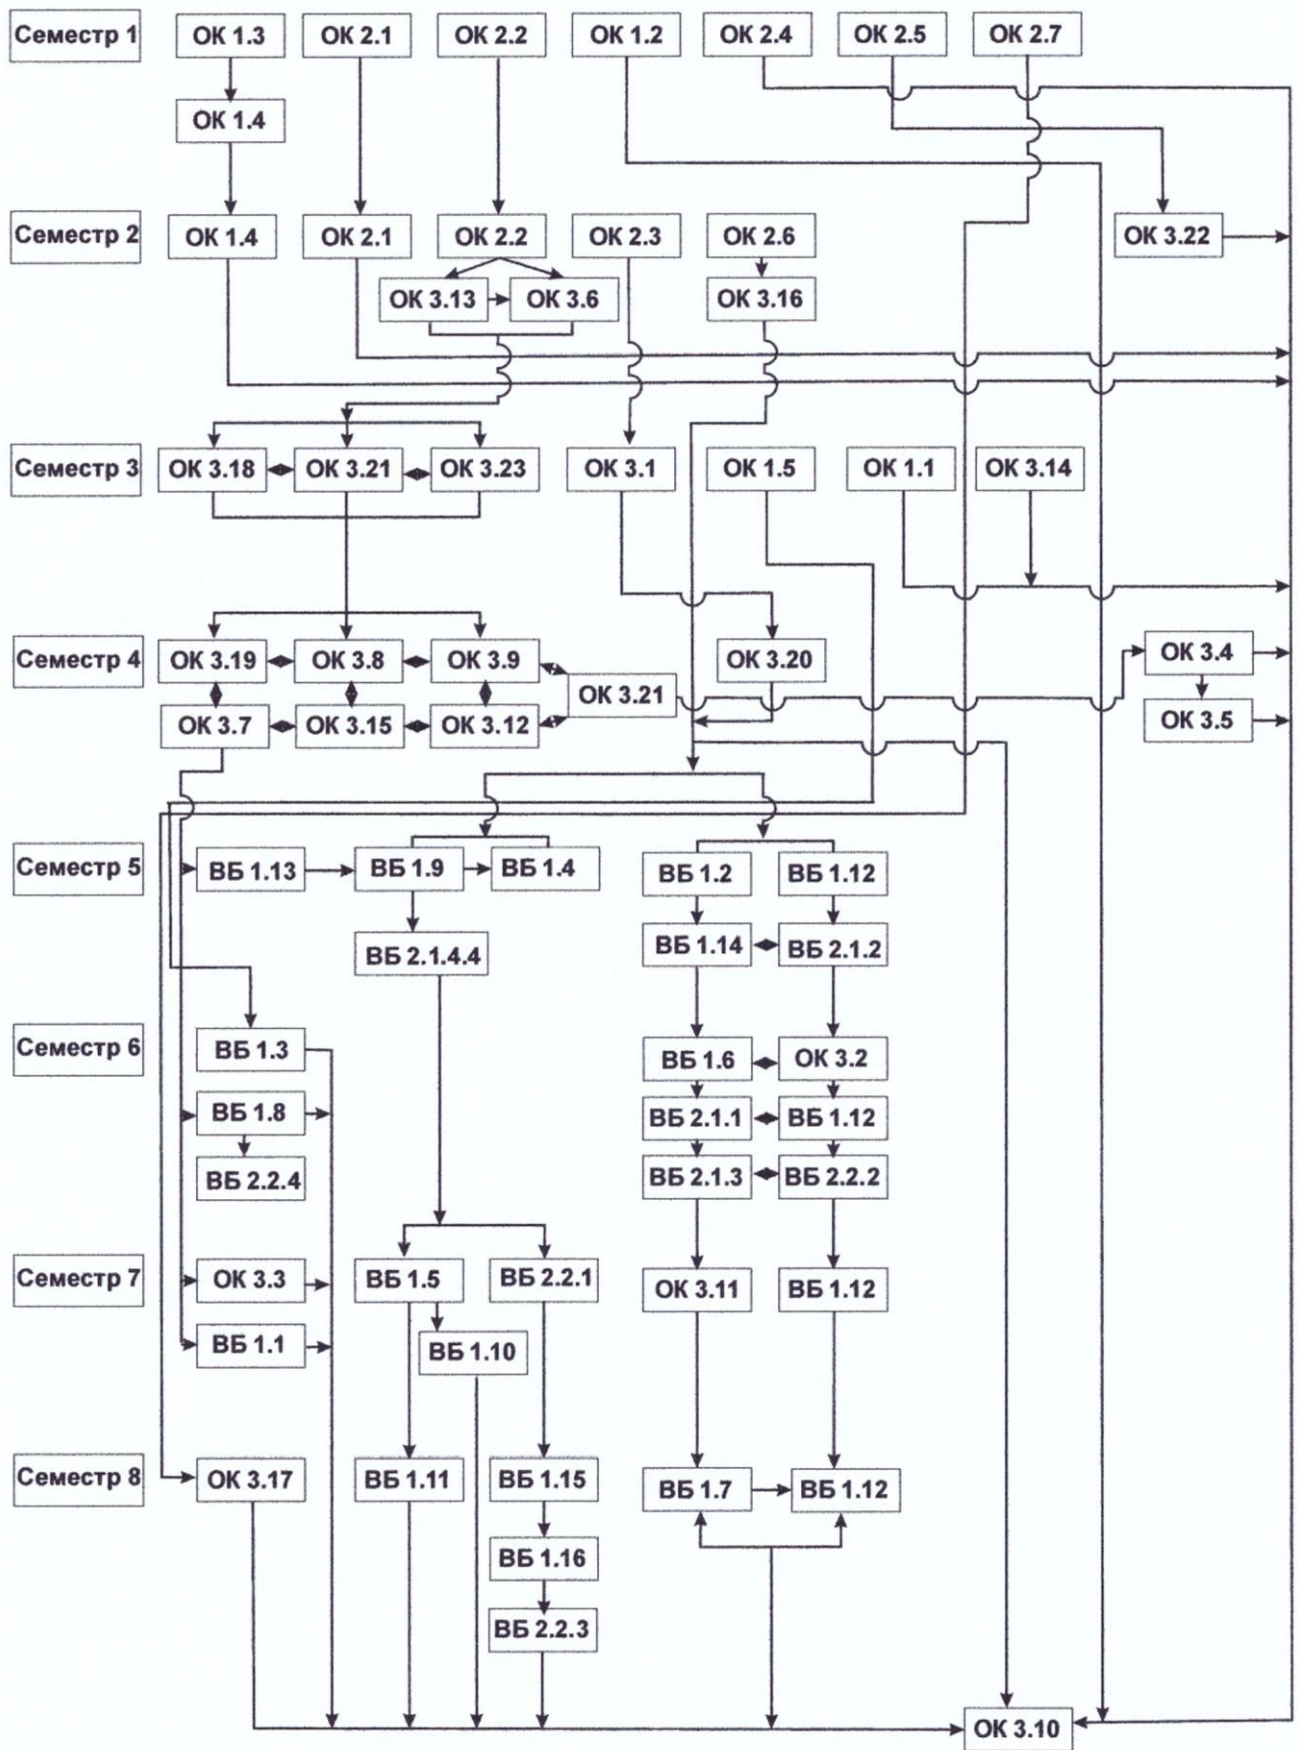 Семестр 1
ОК 1.3
ОК 2.1
ОК 2.2
ОК 1.2
ОК 2.4
ОК 2.5
ОК 2.7
ОК 1.4
Семестр 2
ОК 1.4
ОК 2.1
ОК 2.2
ОК 2.3
ОК 2.6
ОК 3.22
ОК 3.13
ОК 3.6
ОК 3.16
Семестр 3
ОК 3.18
ОК 3.21
ОК 3.23
ОК 3.1
ОК 1.5
ОК 1.1
ОК 3.14
Семестр 4
ОК 3.19
ОК 3.8
ОК 3.9
ОК 3.20
ОК 3.4
ОК 3.21
ОК 3.7
ОК 3.15
ОК 3.12
ОК 3.5
Семестр 5
ВБ 1.13
ВБ 1.9
ВБ 1.4
ВБ 1.2
ВБ 1.12
ВБ 2.1.4.4
ВБ 1.14
ВБ 2.1.2
Семестр 6
ВБ 1.3
ВБ 1.6
ОК 3.2
ВБ 1.8
ВБ 2.1.1
ВБ 1.12
ВБ 2.2.4
ВБ 2.1.3
ВБ 2.2.2
Семестр 7
ОК 3.3
ВБ 1.5
ВБ 2.2.1
ОК 3.11
ВБ 1.12
ВБ 1.1
ВБ 1.10
Семестр 8
ОК 3.17
ВБ 1.11
ВБ 1.15
ВБ 1.7
ВБ 1.12
ВБ 1.16
ВБ 2.2.3
ОК 3.10